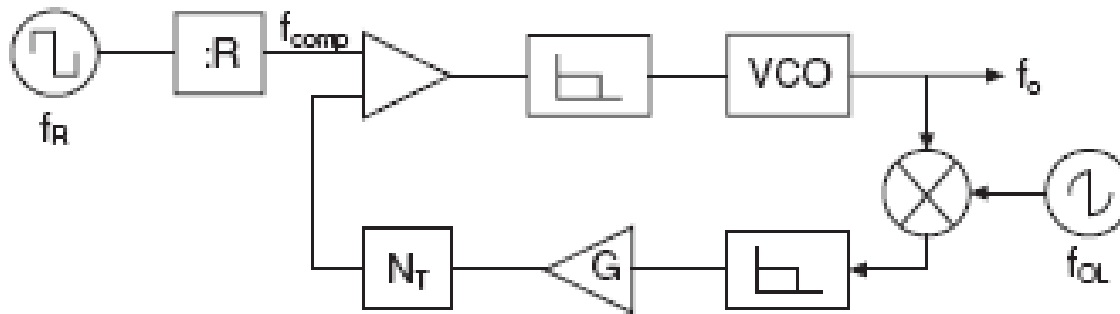 f_R
:R
f_comp
VCO
f_o
f_OL
G
N_T